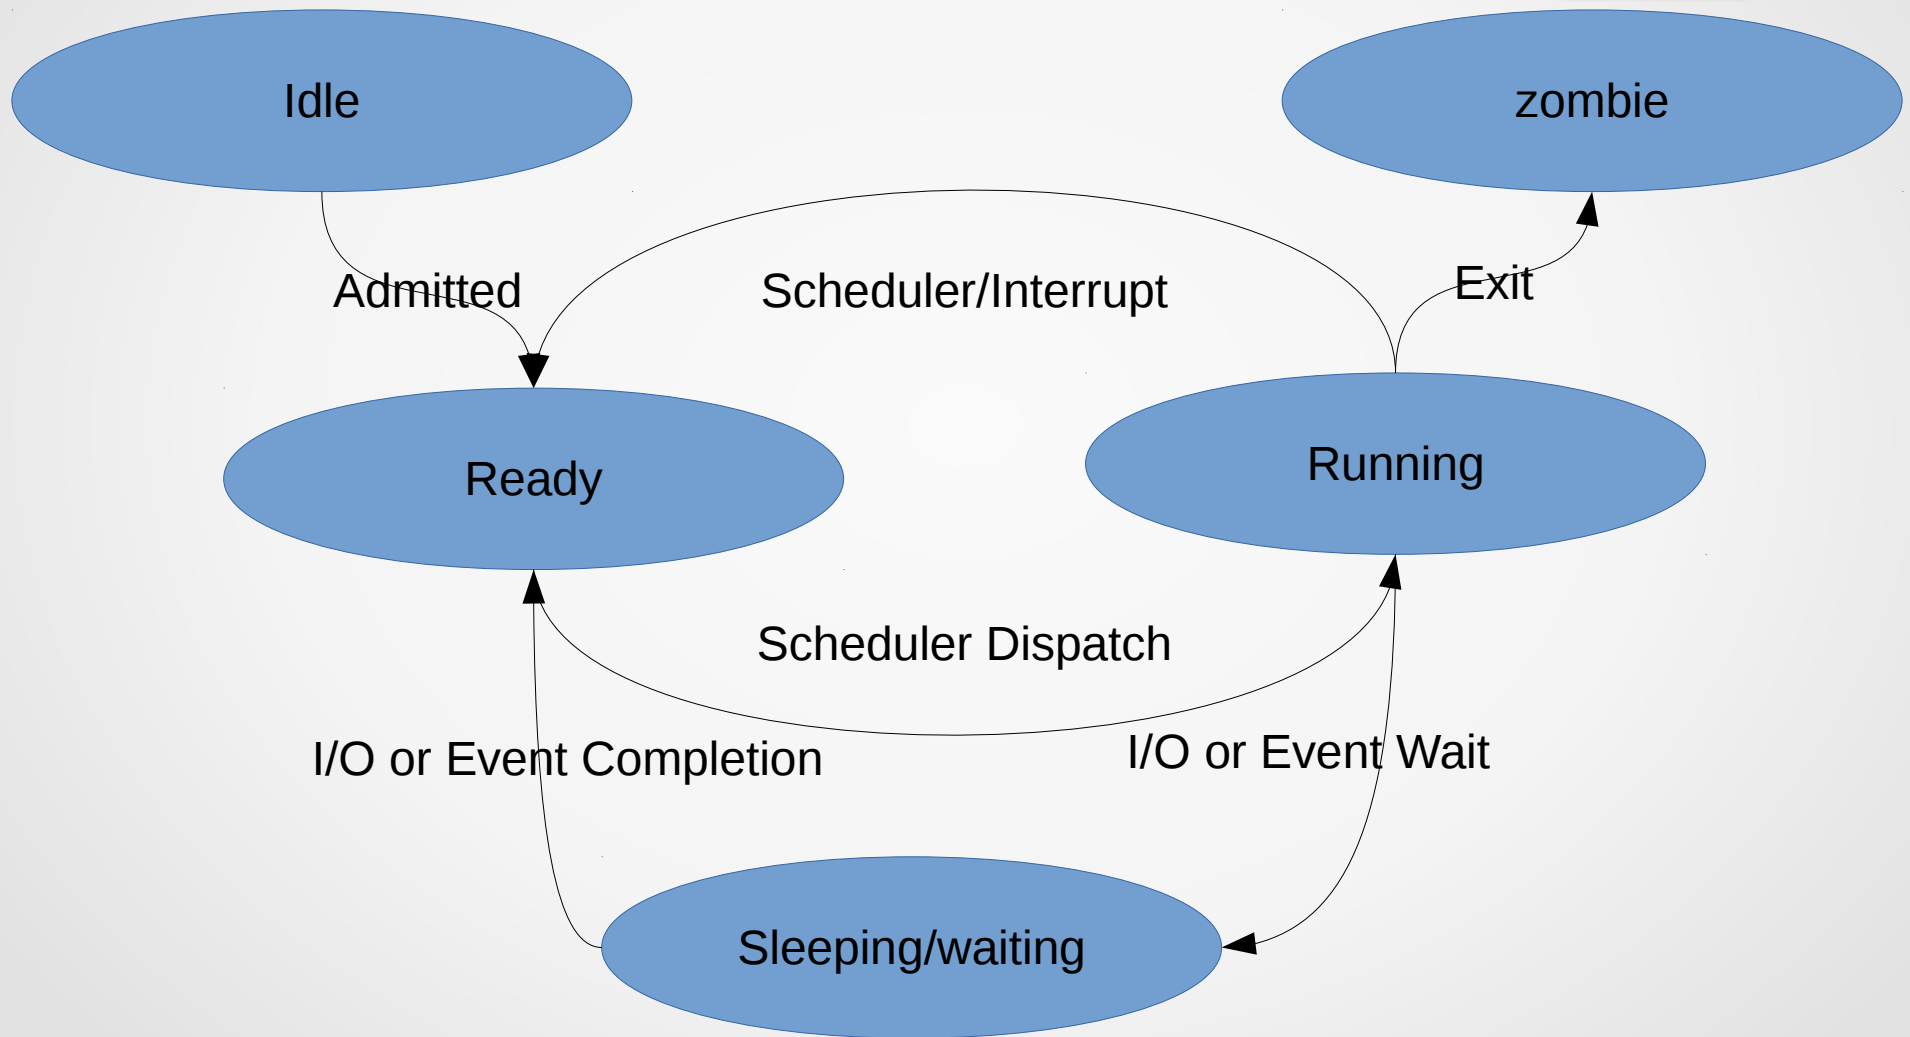 Idle
zombie
Admitted
Scheduler/Interrupt
Exit
Ready
Running
Scheduler Dispatch
I/O or Event Completion
I/O or Event Wait
Sleeping/waiting